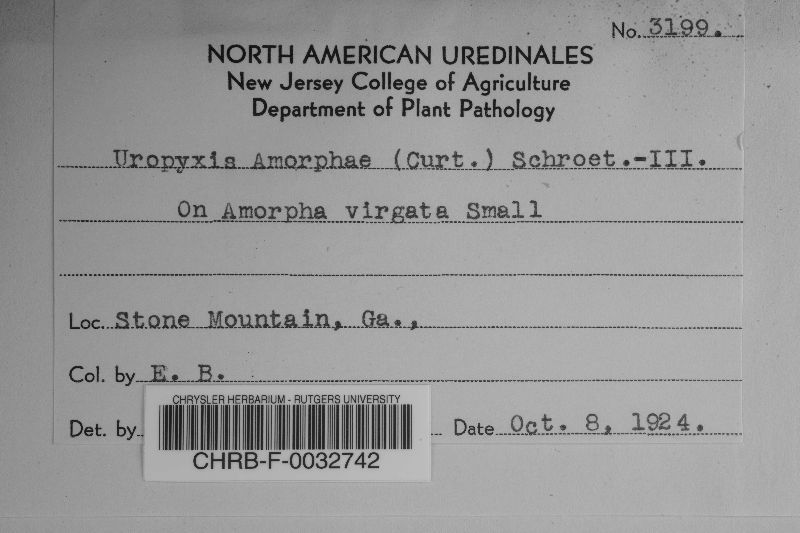 No. 3199.
NORTH AMERICAN UREDINALES
New Jersey College of Agriculture
Department of Plant Pathology
Uropyxis Amorphae (Curt.) Schroet.-III.
On Amorpha virgata Small
Loc. Stone Mountain, Ga.,
Col. by E. B.
CHRYSLER HERBARIUM - RUTGERS UNIVERSITY
Det. by Date Oct. 8, 1924.
CHRB-F-0032742